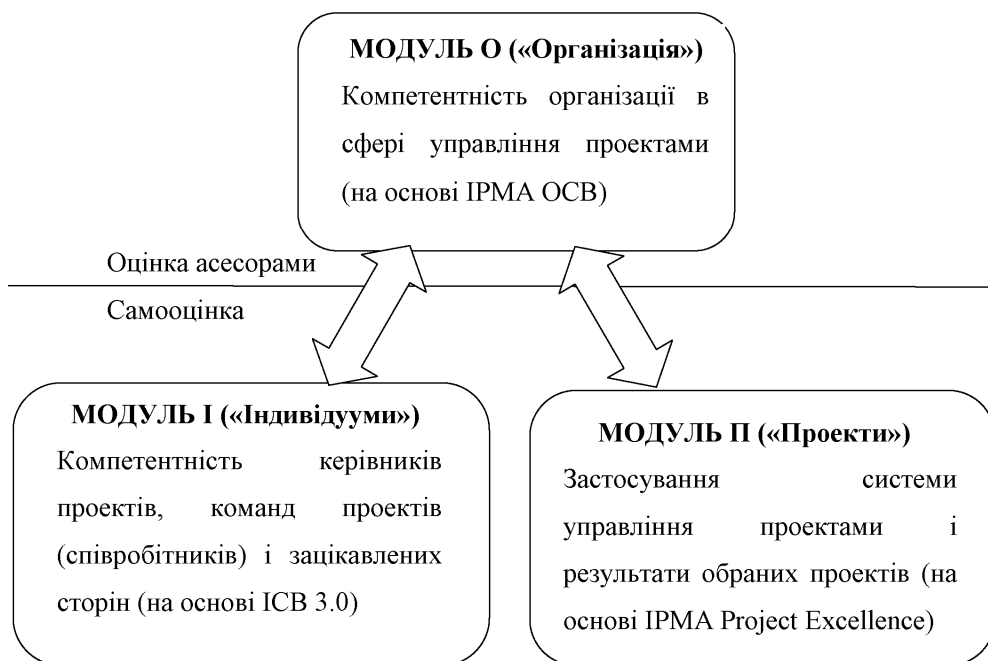 МОДУЛЬ О («Організація»)
Компетентність організації в
сфері управління проектами
(на основі IPMA OCB)
Оцінка асесорами
Самооцінка
МОДУЛЬ І («Індивідууми»)
Компетентність керівників
проектів, команд проектів
(співробітників) і зацікавлених
сторін (на основі ICB 3.0)
МОДУЛЬ П («Проекти»)
Застосування системи
управління проектами і
результати обраних проектів (на
основі IPMA Project Excellence)